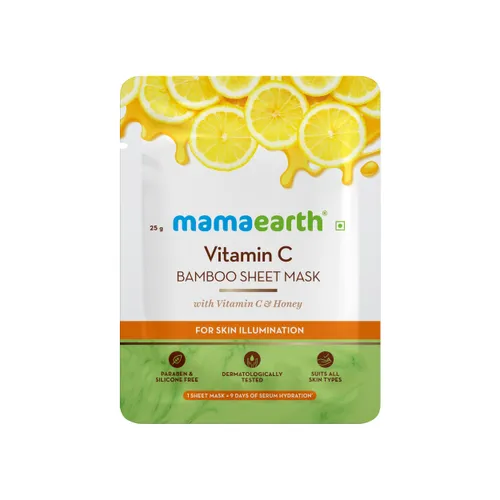 25 g
mamaearth®
Vitamin C
BAMBOO SHEET MASK
with Vitamin C & Honey
FOR SKIN ILLUMINATION
PARABEN &
SILICONE FREE
DERMATOLOGICALLY
TESTED
SUITS ALL
SKIN TYPES
1 SHEET MASK = 9 DAYS OF SERUM HYDRATION*